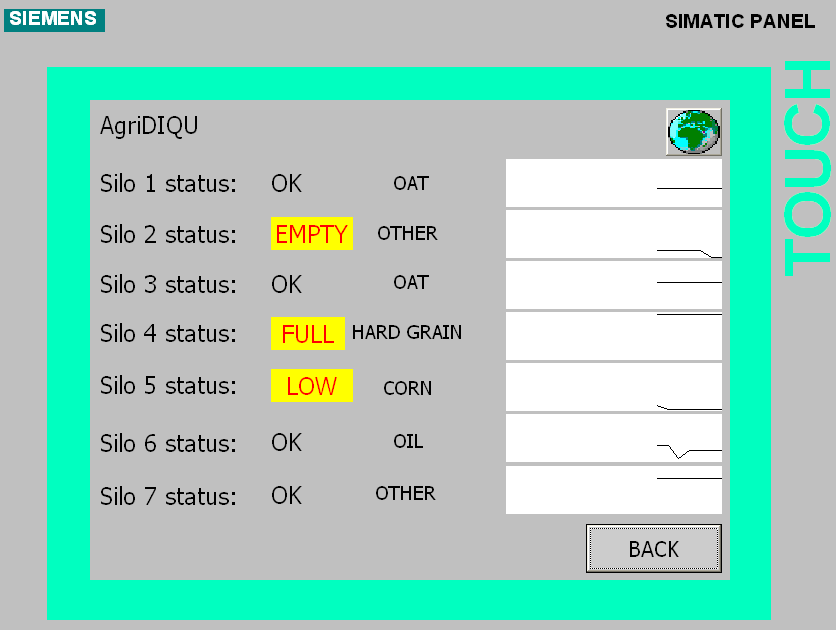 SIEMENS
SIMATIC PANEL
TOUCH
AgriDIQU
Silo 1 status: OK OAT
Silo 2 status: EMPTY OTHER
Silo 3 status: OK OAT
Silo 4 status: FULL HARD GRAIN
Silo 5 status: LOW CORN
Silo 6 status: OK OIL
Silo 7 status: OK OTHER
BACK